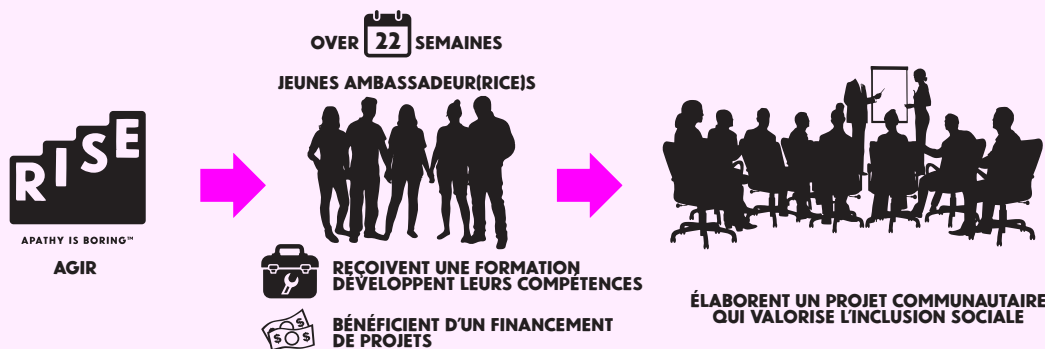 RISE
APATHY IS BORING™
AGIR
OVER 22 SEMAINES
JEUNES AMBASSADEUR(RICE)S
REÇOIVENT UNE FORMATION
DÉVELOPPENT LEURS COMPÉTENCES
BÉNÉFICIENT D'UN FINANCEMENT
DE PROJETS
ÉLABORENT UN PROJET COMMUNAUTAIRE
QUI VALORISE L'INCLUSION SOCIALE